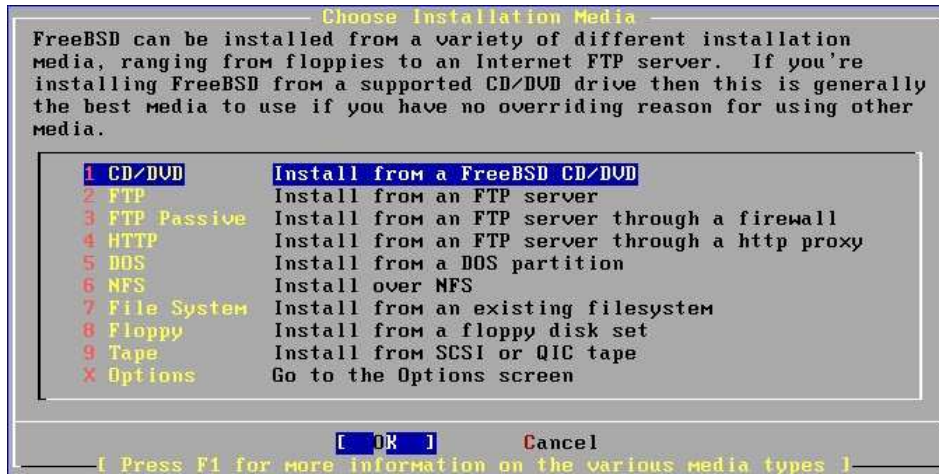 Choose Installation Media
FreeBSD can be installed from a variety of different installation
media, ranging from floppies to an Internet FTP server.  If you're
installing FreeBSD from a supported CD/DVD drive then this is generally
the best media to use if you have no overriding reason for using other
media.
1 CD/DVD Install from a FreeBSD CD/DVD
2 FTP Install from an FTP server
3 FTP Passive Install from an FTP server through a firewall
4 HTTP Install from an FTP server through a http proxy
5 DOS Install from a DOS partition
6 NFS Install over NFS
7 File System Install from an existing filesystem
8 Floppy Install from a floppy disk set
9 Tape Install from SCSI or QIC tape
X Options Go to the Options screen
[ OK ] Cancel
[ Press F1 for more information on the various media types ]